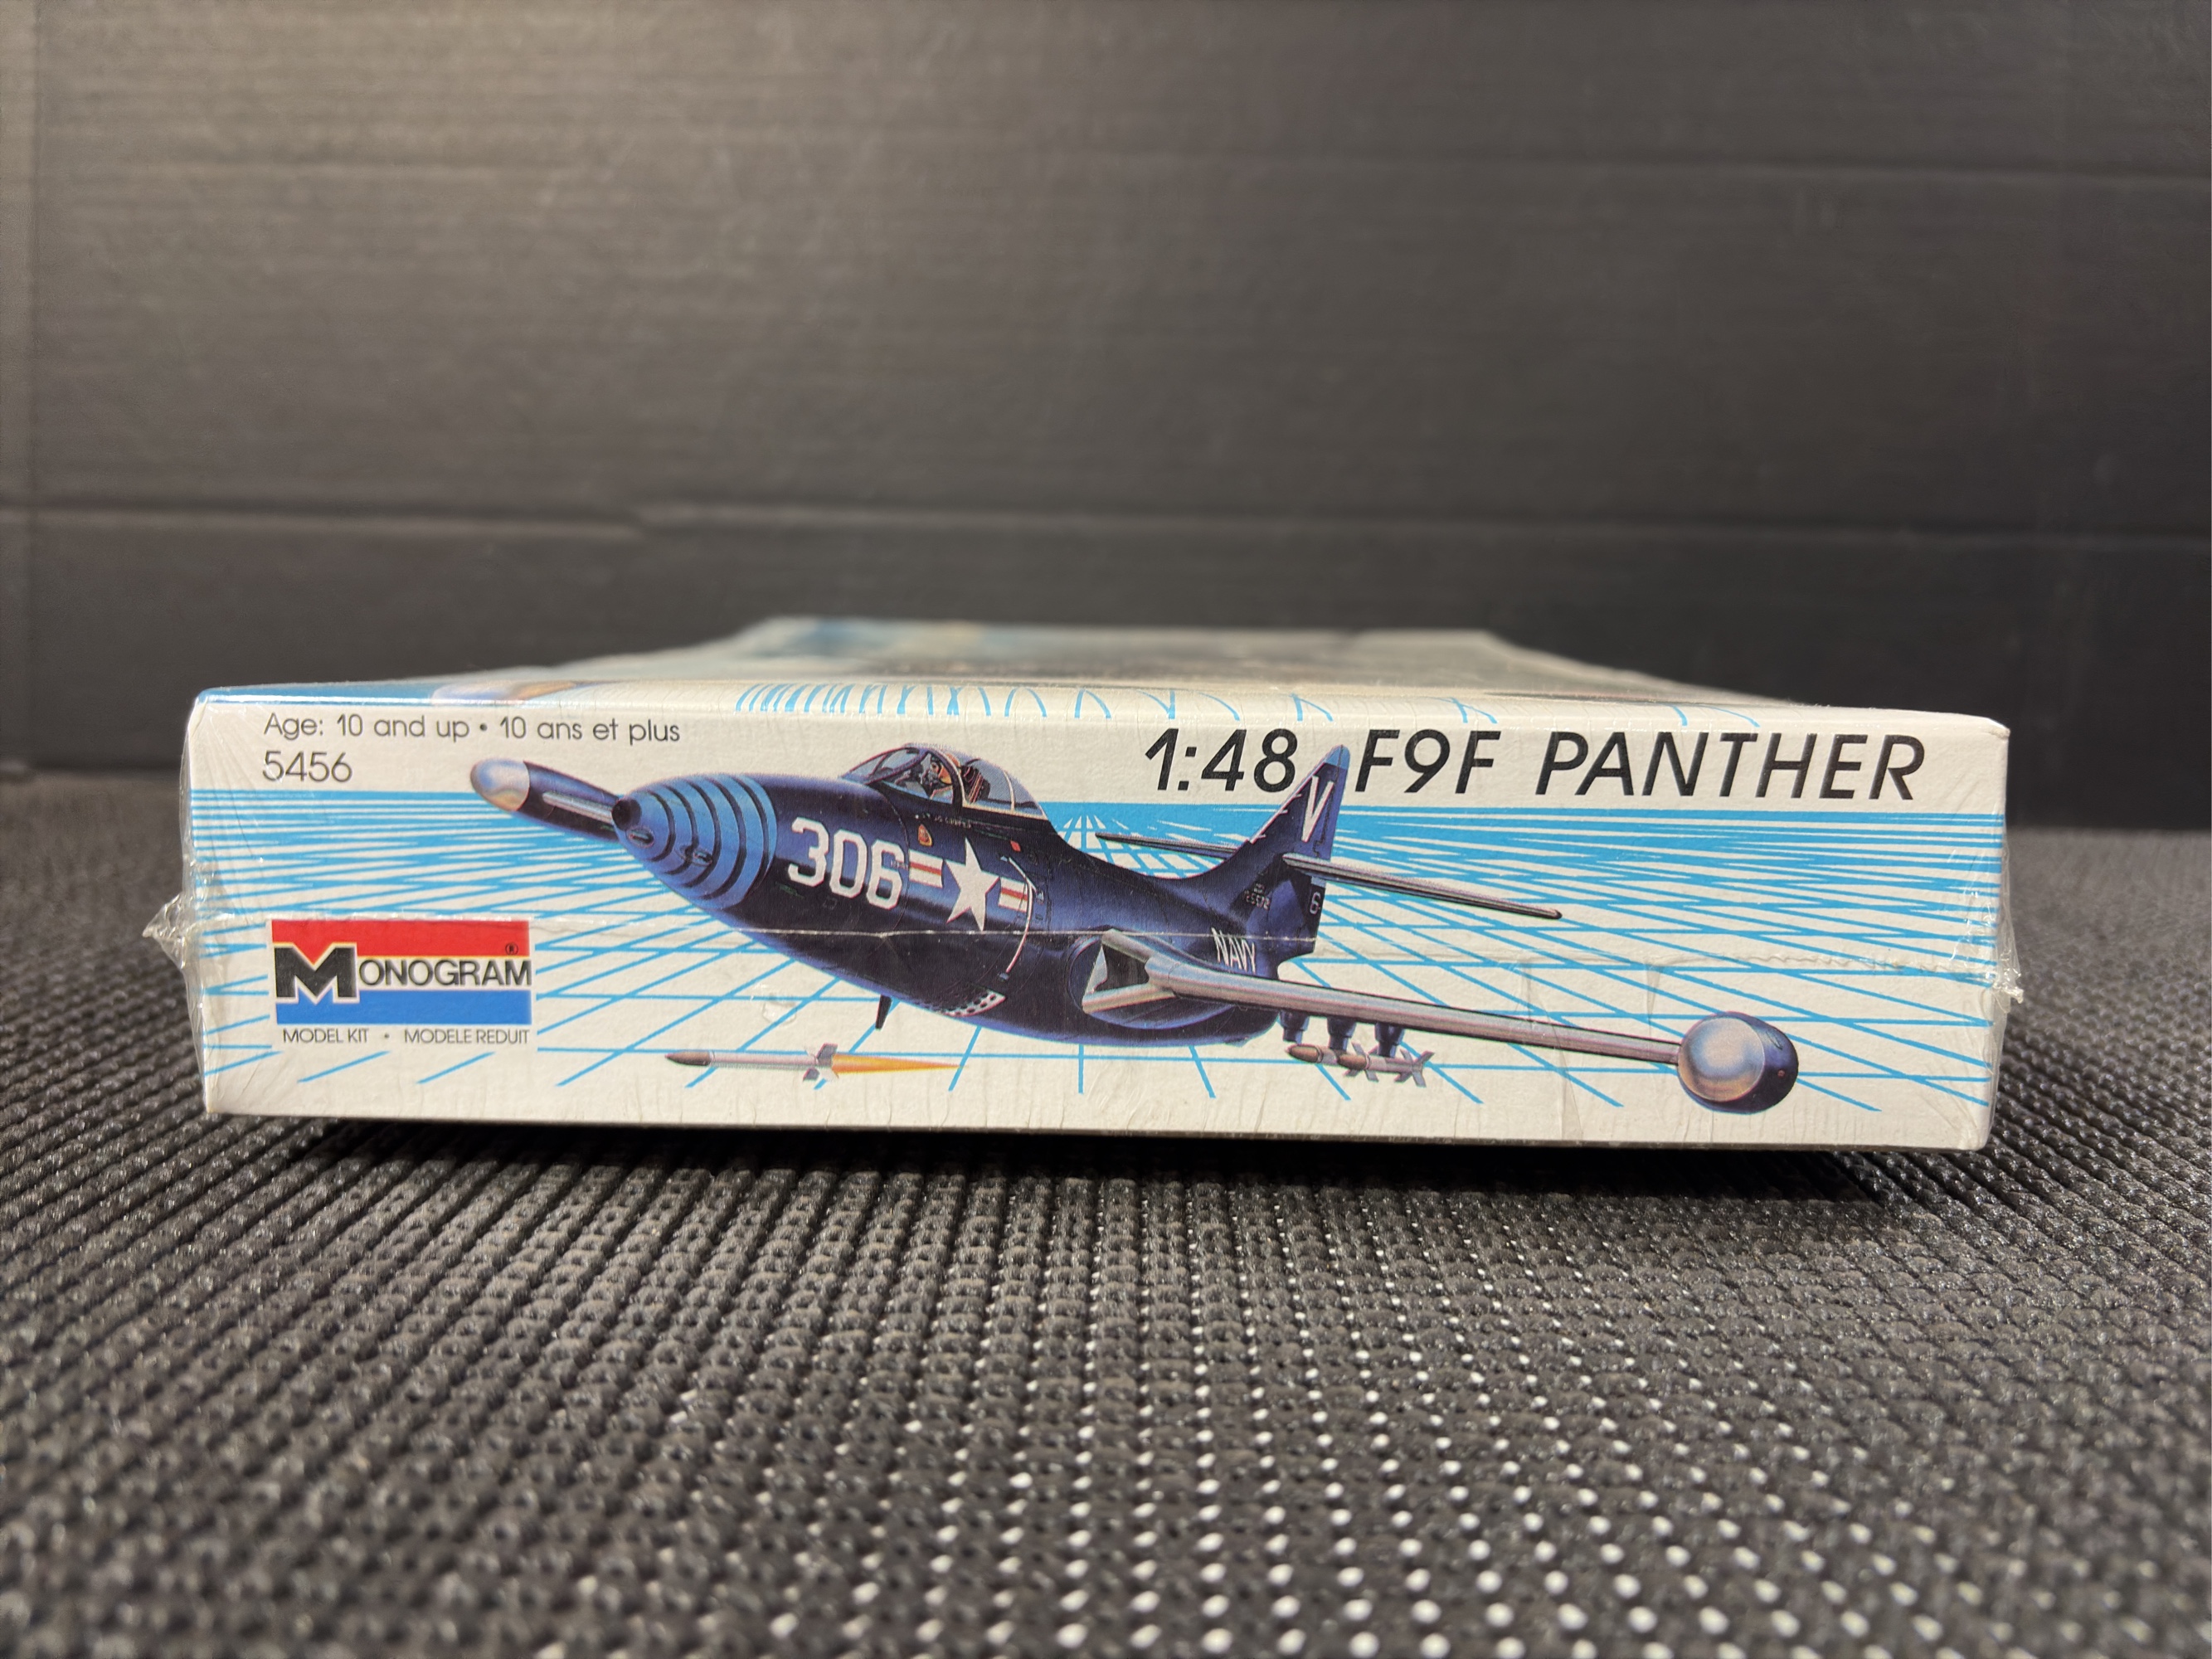 Age: 10 and up • 10 ans et plus
5456
1:48 F9F PANTHER
V
306
6
NAVY
MONOGRAM®
MODEL KIT • MODELE REDUIT